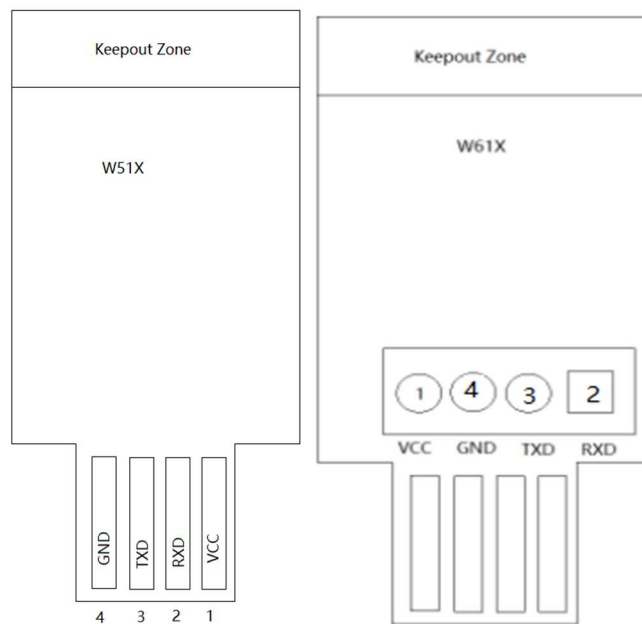 Keepout Zone
W51X
GND TXD RXD VCC
4 3 2 1
Keepout Zone
W61X
1 4 3 2
VCC GND TXD RXD